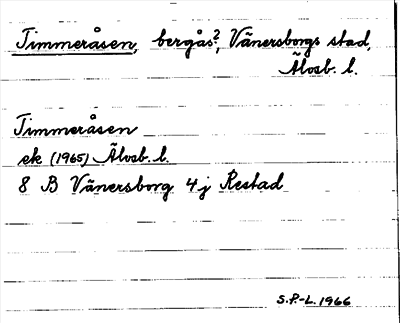 Timmeråsen, bergås?, Vänersborgs stad,
Älvsb. l.
Timmeråsen
ek (1965) Älvsb. l.
8 B Vänersborg 4 j Restad
S.P.-L. 1966